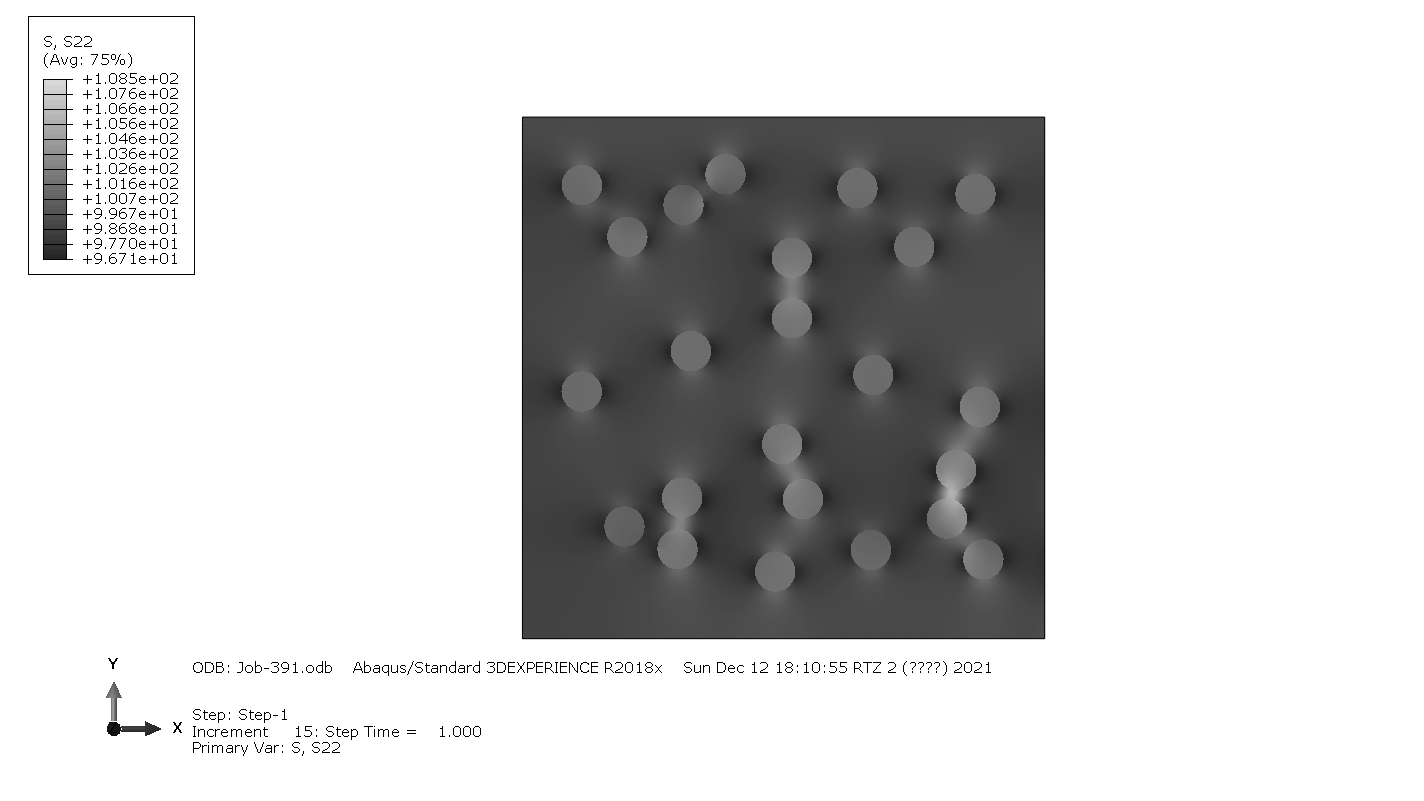 S, S22
(Avg: 75%)
+1.085e+02
+1.076e+02
+1.066e+02
+1.056e+02
+1.046e+02
+1.036e+02
+1.026e+02
+1.016e+02
+1.007e+02
+9.967e+01
+9.868e+01
+9.770e+01
+9.671e+01
Y
X
ODB: Job-391.odb Abaqus/Standard 3DEXPERIENCE R2018x Sun Dec 12 18:10:55 RTZ 2 (????) 2021
Step: Step-1
Increment 15: Step Time = 1.000
Primary Var: S, S22